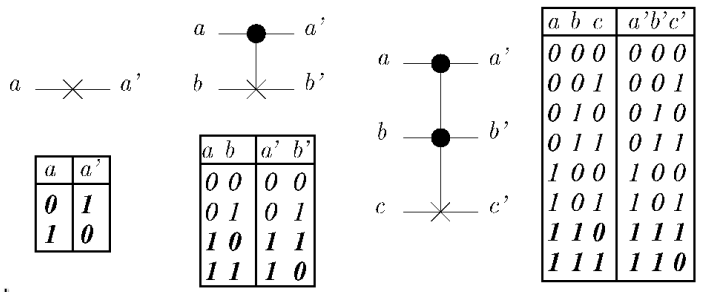 a a'
a a'
0 1
1 0
a a'
b b'
a b a' b'
0 0 0 0
0 1 0 1
1 0 1 1
1 1 1 0
a a'
b b'
c c'
a b c a'b'c'
0 0 0 0 0 0
0 0 1 0 0 1
0 1 0 0 1 0
0 1 1 0 1 1
1 0 0 1 0 0
1 0 1 1 0 1
1 1 0 1 1 1
1 1 1 1 1 0